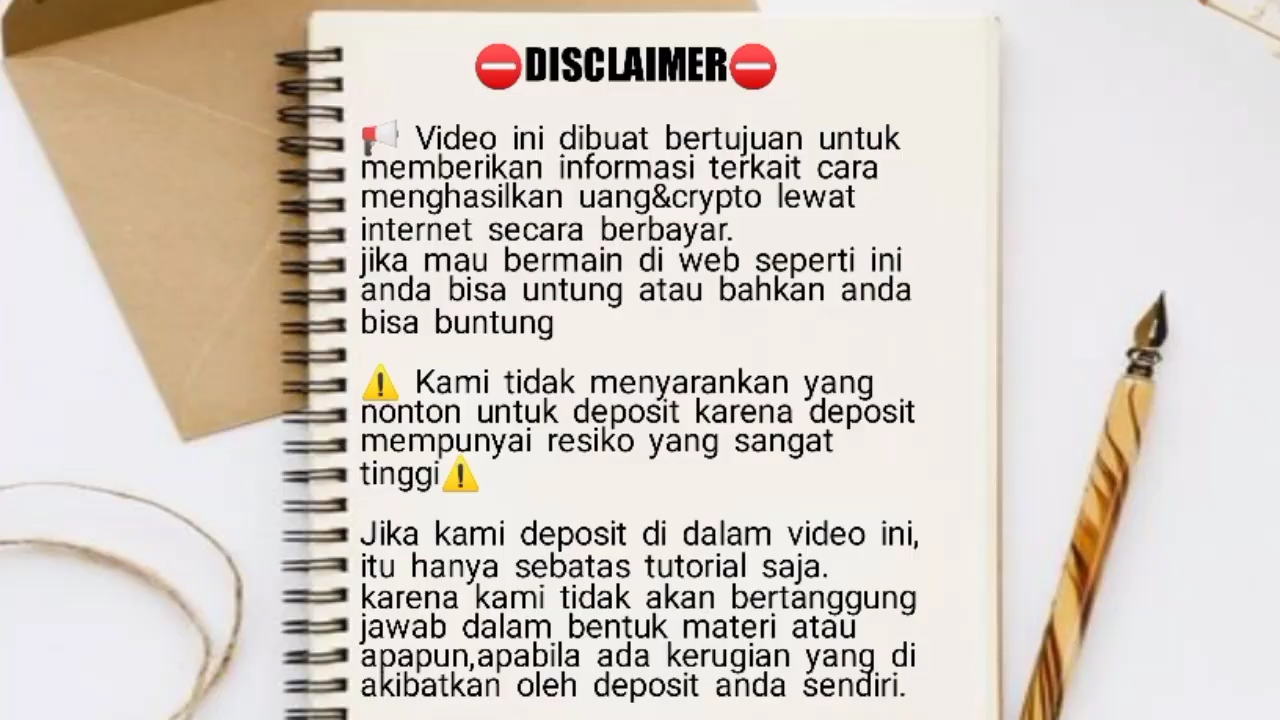 ⛔DISCLAIMER⛔
📢 Video ini dibuat bertujuan untuk
memberikan informasi terkait cara
menghasilkan uang&crypto lewat
internet secara berbayar.
jika mau bermain di web seperti ini
anda bisa untung atau bahkan anda
bisa buntung
⚠️ Kami tidak menyarankan yang
nonton untuk deposit karena deposit
mempunyai resiko yang sangat
tinggi⚠️
Jika kami deposit di dalam video ini,
itu hanya sebatas tutorial saja.
karena kami tidak akan bertanggung
jawab dalam bentuk materi atau
apapun,apabila ada kerugian yang di
akibatkan oleh deposit anda sendiri.